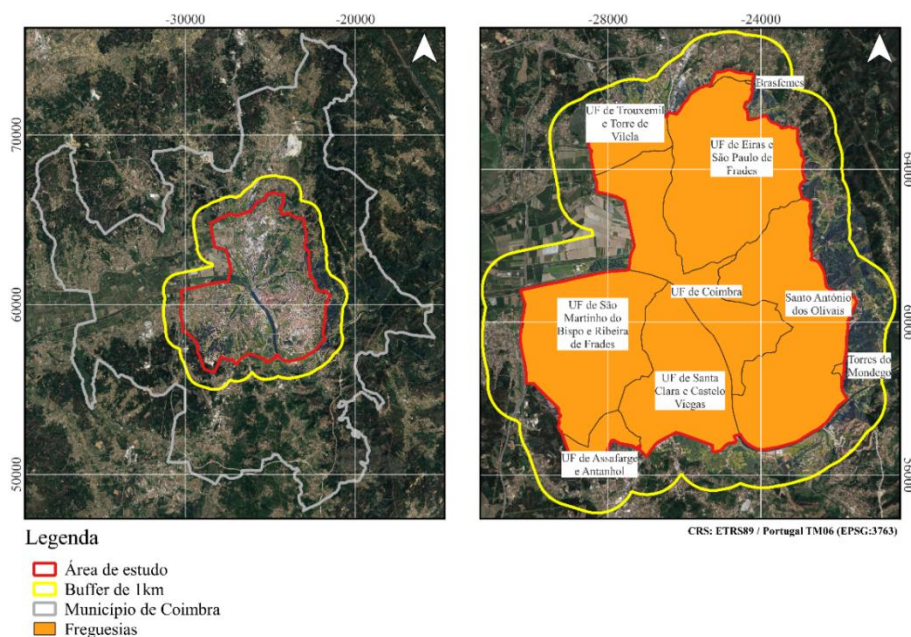 -30000
-20000
70000
60000
50000
-28000
-24000
64000
60000
56000
Brasfemes
UF de Trouxemil
e Torre de
Vilela
UF de Eiras e
São Paulo de
Frades
UF de Coimbra
Santo António
dos Olivais
UF de São
Martinho do
Bispo e Ribeira
de Frades
Torres do
Mondego
UF de Santa
Clara e Castelo
Viegas
UF de Assafarge
e Antanhol
CRS: ETRS89 / Portugal TM06 (EPSG:3763)
Legenda
Área de estudo
Buffer de 1km
Município de Coimbra
Freguesias